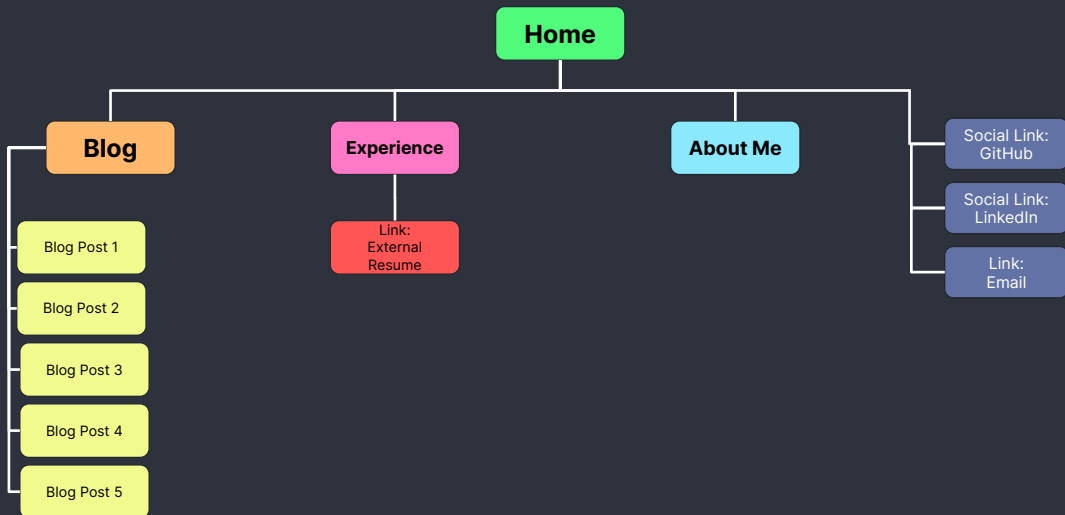 Home
Blog
Experience
About Me
Social Link:
GitHub
Social Link:
LinkedIn
Link:
Email
Link:
External
Resume
Blog Post 1
Blog Post 2
Blog Post 3
Blog Post 4
Blog Post 5